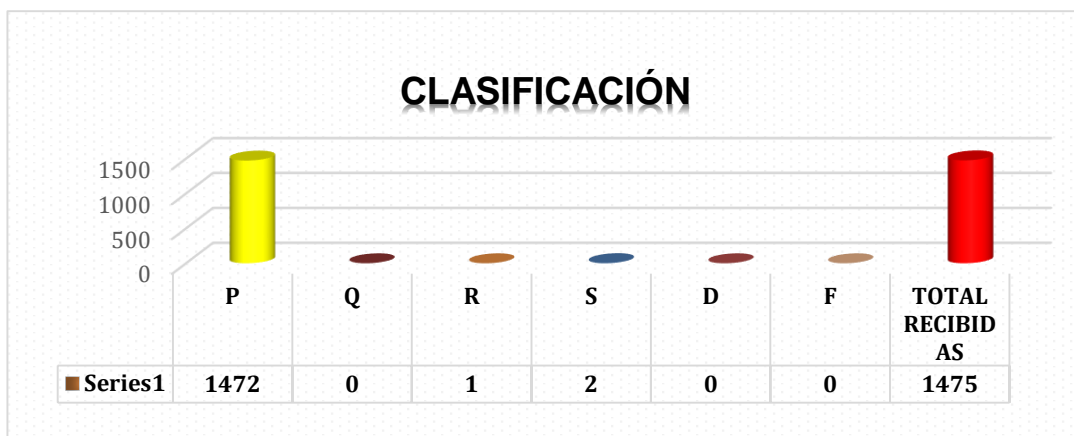 CLASIFICACIÓN
1500
1000
500
0
P Q R S D F TOTAL
RECIBID
AS
Series1 1472 0 1 2 0 0 1475